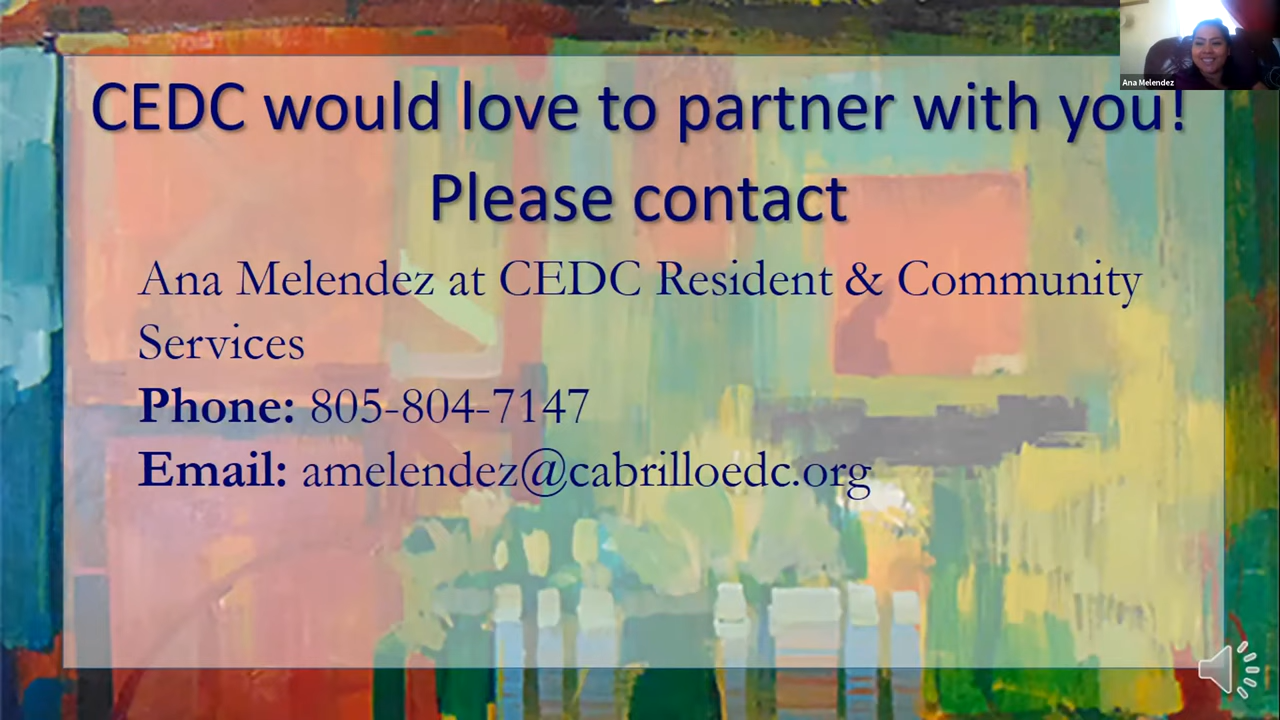 CEDC would love to partner with you!
Please contact
Ana Melendez at CEDC Resident & Community
Services
Phone: 805-804-7147
Email: amelendez@cabrilloedc.org
Ana Melendez